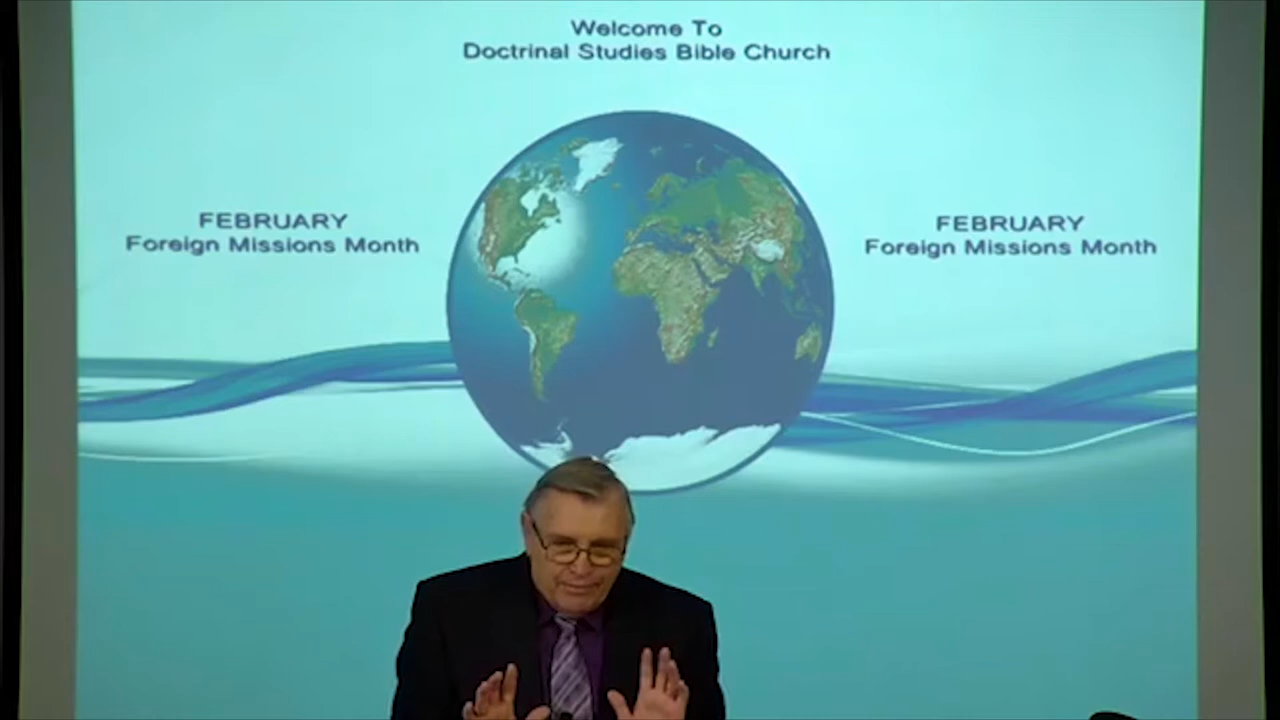 Welcome To
Doctrinal Studies Bible Church
FEBRUARY
Foreign Missions Month
FEBRUARY
Foreign Missions Month